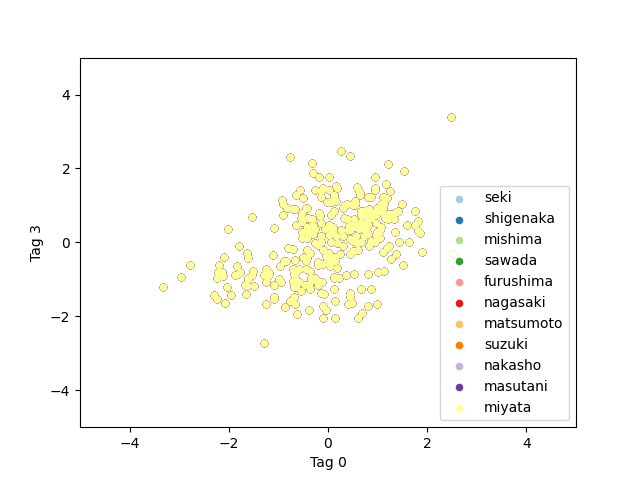 4
2
0
−2
−4
Tag 3
−4
−2
0
2
4
Tag 0
seki
shigenaka
mishima
sawada
furushima
nagasaki
matsumoto
suzuki
nakasho
masutani
miyata